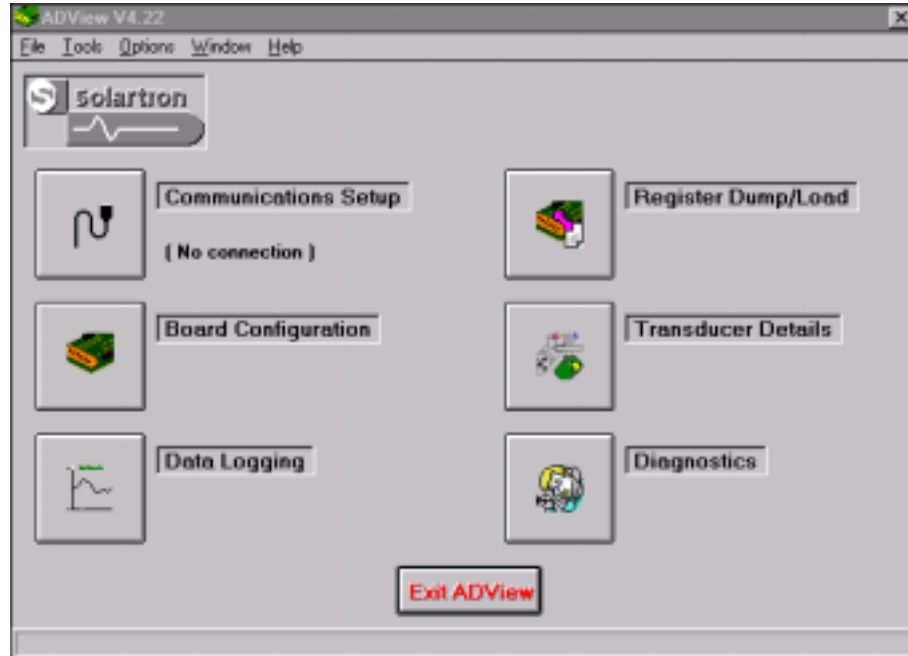 ADView V4.22
File Tools Options Window Help
S solartron
Communications Setup
( No connection )
Register Dump/Load
Board Configuration
Transducer Details
Data Logging
Diagnostics
Exit ADView